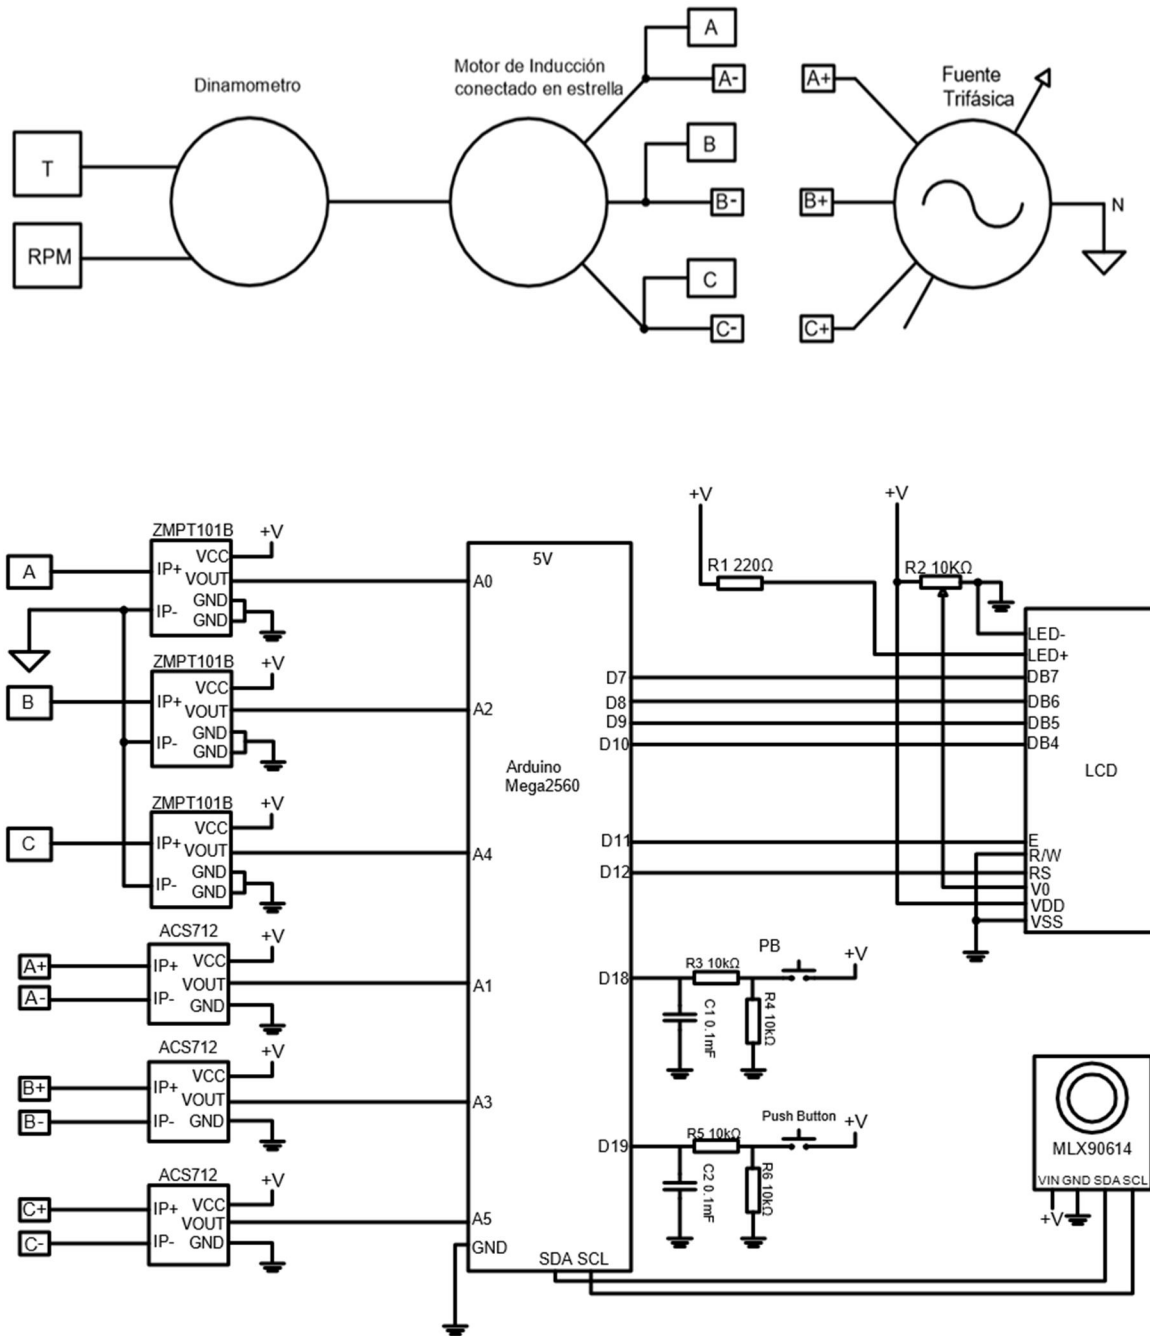 A
Motor de Inducción
conectado en estrella
Dinamometro
A-
A+
Fuente
Trifásica
T
B
B-
B+
N
RPM
C
C-
C+
+V
+V
ZMPT101B
+V
A
IP+
VCC
VOUT
GND
GND
IP-
A0
5V
R1 220Ω
R2 10KΩ
LED-
LED+
ZMPT101B
+V
B
IP+
VCC
VOUT
GND
GND
IP-
A2
D7
DB7
D8
DB6
D9
DB5
D10
DB4
Arduino
Mega2560
LCD
ZMPT101B
+V
C
IP+
VCC
VOUT
GND
GND
IP-
A4
D11
E
R/W
D12
RS
V0
VDD
VSS
ACS712
+V
A+
A-
IP+
IP-
VCC
VOUT
GND
A1
D18
R3 10kΩ
PB
+V
C1 0.1mF
R4 10kΩ
ACS712
+V
B+
B-
IP+
IP-
VCC
VOUT
GND
A3
D19
R5 10kΩ
Push Button
+V
C2 0.1mF
R6 10kΩ
MLX90614
VIN GND SDA SCL
+V
ACS712
+V
C+
C-
IP+
IP-
VCC
VOUT
GND
A5
GND
SDA SCL